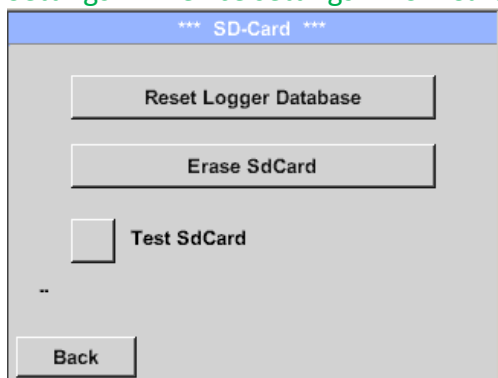 *** SD-Card ***
Reset Logger Database
Erase SdCard
Test SdCard
--
Back